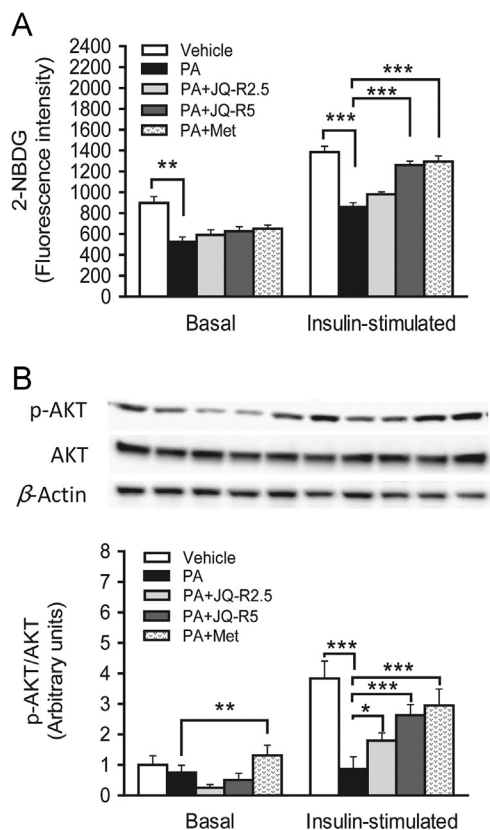 A
2-NBDG
(Fluorescence intensity)
2400
2200
2000
1800
1600
1400
1200
1000
800
600
400
200
0
Vehicle
PA
PA+JQ-R2.5
PA+JQ-R5
PA+Met
**
***
***
***
Basal
Insulin-stimulated
B
p-AKT
AKT
β-Actin
p-AKT/AKT
(Arbitrary units)
8
7
6
5
4
3
2
1
0
Vehicle
PA
PA+JQ-R2.5
PA+JQ-R5
PA+Met
**
***
***
***
*
Basal
Insulin-stimulated